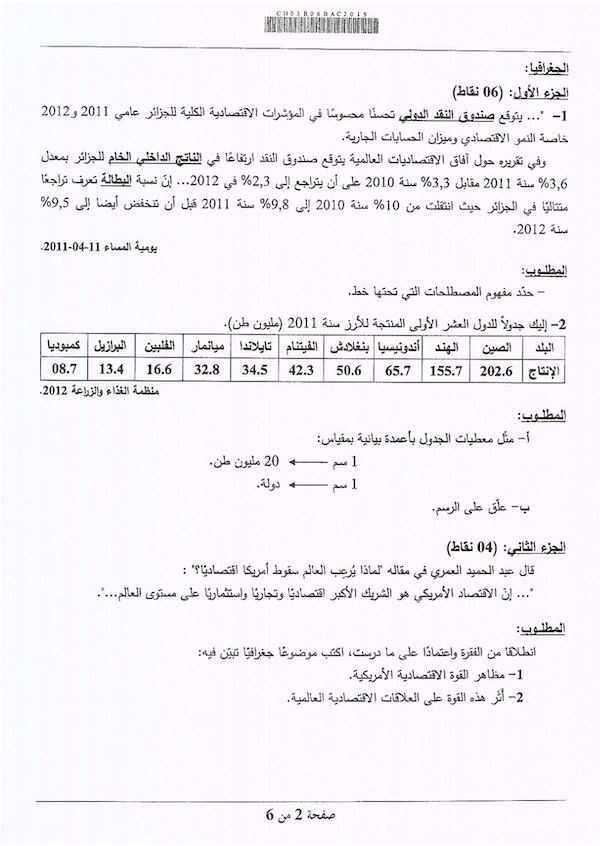 CH03R06BAC2015
الجغرافيا:
الجزء الأول: (06 نقاط)
1- "... يتوقع صندوق النقد الدولي تحسنًا محسوسًا في المؤشرات الاقتصادية الكلية للجزائر عامي 2011 و2012
خاصة النمو الاقتصادي وميزان الحسابات الجارية.
وفي تقريره حول آفاق الاقتصاديات العالمية يتوقع صندوق النقد ارتفاعًا في الناتج الداخلي الخام للجزائر بمعدل
3,6% سنة 2011 مقابل 3,3% سنة 2010 على أن يتراجع إلى 2,3% في 2012... إنّ نسبة البطالة تعرف تراجعًا
متتاليًا في الجزائر حيث انتقلت من 10% سنة 2010 إلى 9,8% سنة 2011 قبل أن تنخفض أيضا إلى 9,5%
سنة 2012.
يومية المساء 11-04-2011.
المطلوب:
- حدّد مفهوم المصطلحات التي تحتها خط.
2- إليك جدولاً للدول العشر الأولى المنتجة للأرز سنة 2011 (مليون طن).
البلد الصين الهند أندونيسيا بنغلادش الفيتنام تايلاندا ميانمار الفلبين البرازيل كمبوديا
الإنتاج 202.6 155.7 65.7 50.6 42.3 34.5 32.8 16.6 13.4 08.7
منظمة الغذاء والزراعة 2012.
المطلوب:
أ- مثّل معطيات الجدول بأعمدة بيانية بمقياس:
1 سم ← 20 مليون طن.
1 سم ← دولة.
ب- علّق على الرسم.
الجزء الثاني: (04 نقاط)
قال عبد الحميد العمري في مقاله "لماذا يُرعِب العالم سقوط أمريكا اقتصاديًا؟" :
"... إنّ الاقتصاد الأمريكي هو الشريك الأكبر اقتصاديًا وتجاريًا واستثماريًا على مستوى العالم...".
المطلوب:
انطلاقا من الفقرة واعتمادًا على ما درست، اكتب موضوعًا جغرافيًا تبيّن فيه:
1- مظاهر القوة الاقتصادية الأمريكية.
2- أثَر هذه القوة على العلاقات الاقتصادية العالمية.
صفحة 2 من 6